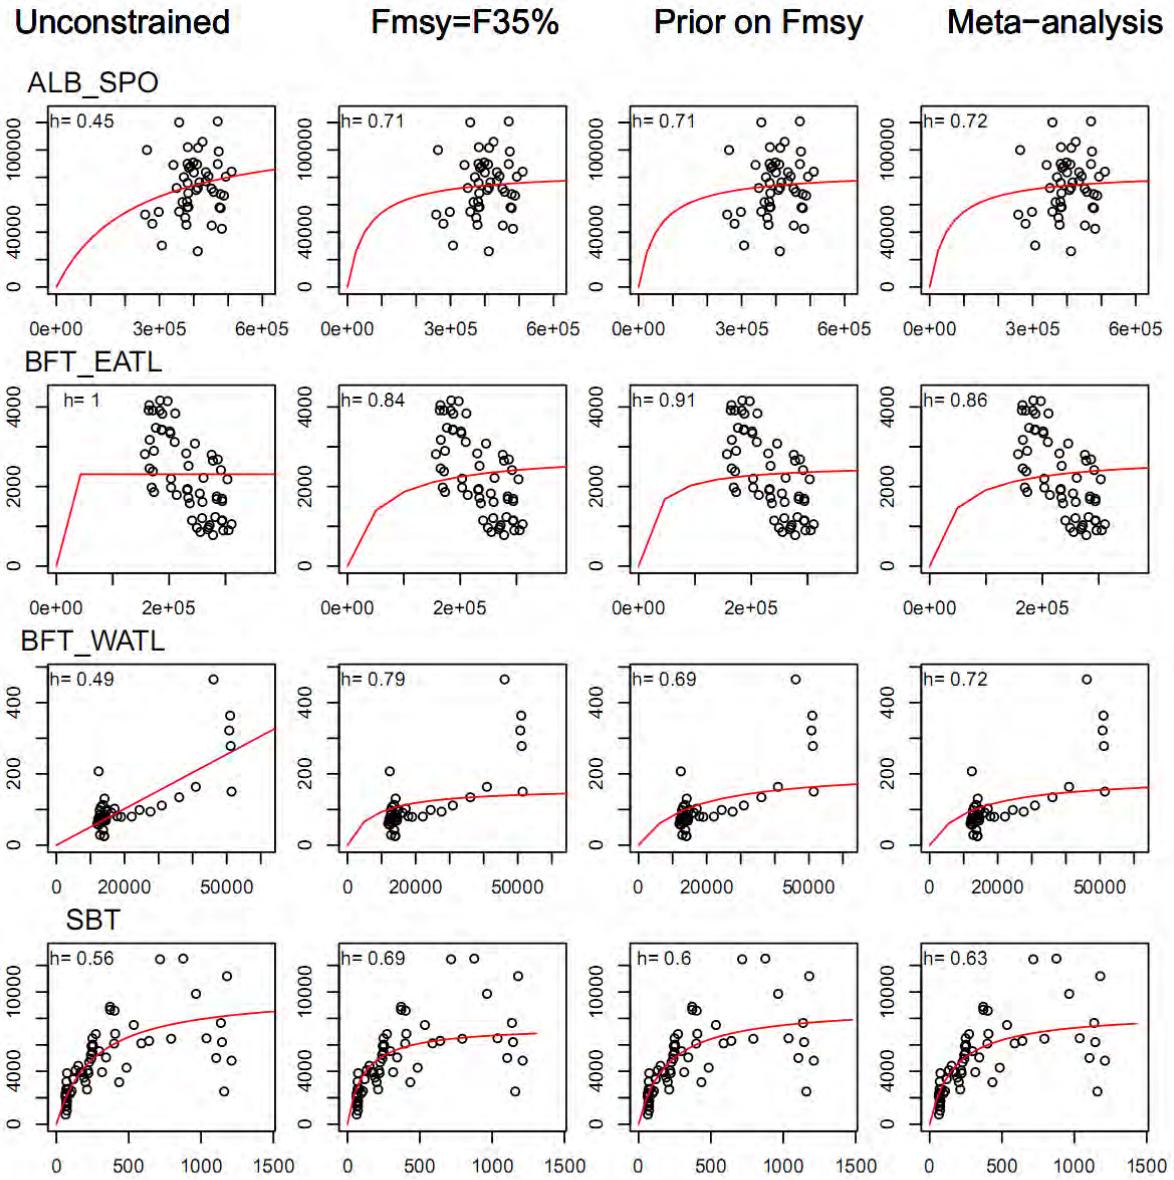 Unconstrained Fmsy=F35% Prior on Fmsy Meta−analysis
ALB_SPO
h= 0.45 h= 0.71 h= 0.71 h= 0.72
100000 100000 100000 100000
40000 40000 40000 40000
0 0 0 0
0e+00 3e+05 6e+05 0e+00 3e+05 6e+05 0e+00 3e+05 6e+05 0e+00 3e+05 6e+05
BFT_EATL
h= 1 h= 0.84 h= 0.91 h= 0.86
4000 4000 4000 4000
2000 2000 2000 2000
0 0 0 0
0e+00 2e+05 0e+00 2e+05 0e+00 2e+05 0e+00 2e+05
BFT_WATL
h= 0.49 h= 0.79 h= 0.69 h= 0.72
400 400 400 400
200 200 200 200
0 0 0 0
0 20000 50000 0 20000 50000 0 20000 50000 0 20000 50000
SBT
h= 0.56 h= 0.69 h= 0.6 h= 0.63
10000 10000 10000 10000
4000 4000 4000 4000
0 0 0 0
0 500 1000 1500 0 500 1000 1500 0 500 1000 1500 0 500 1000 1500